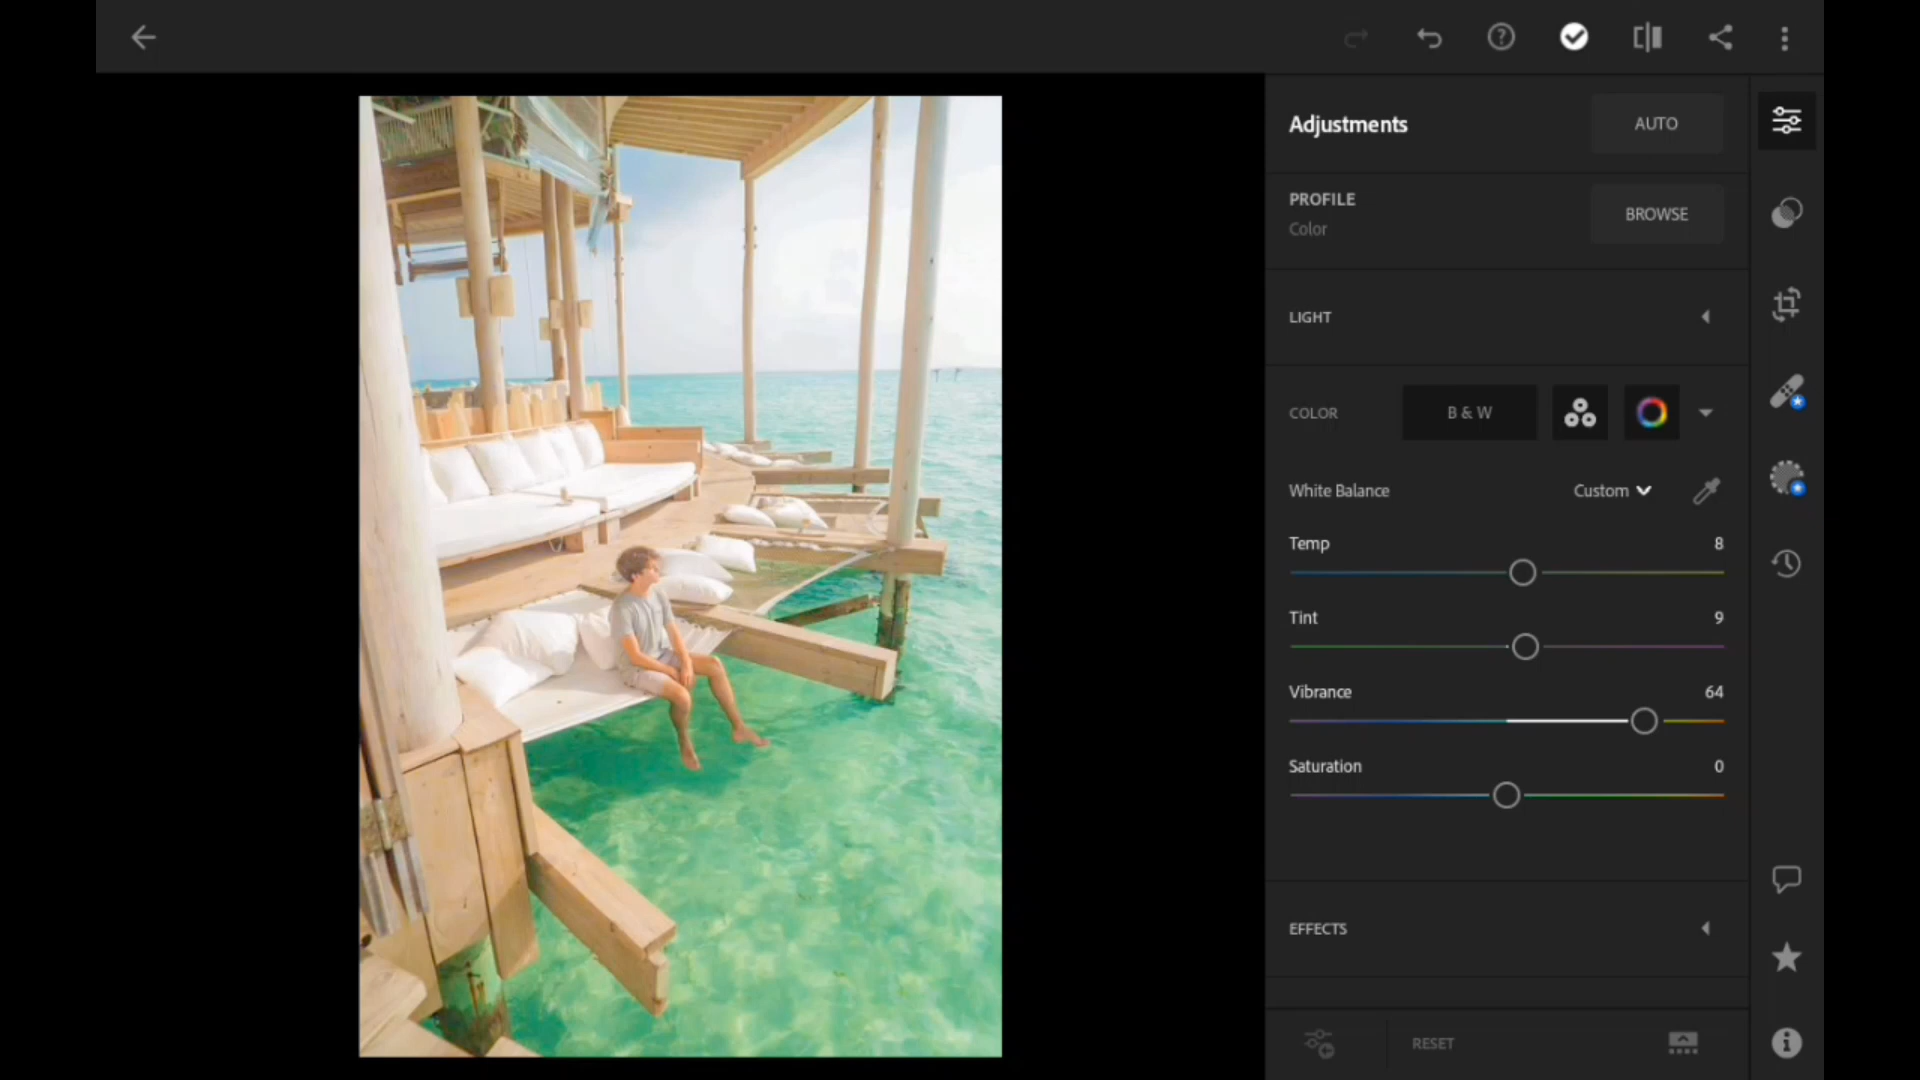 Adjustments
AUTO
PROFILE
Color
BROWSE
LIGHT
COLOR
B & W
White Balance
Custom
Temp
8
Tint
9
Vibrance
64
Saturation
0
EFFECTS
RESET